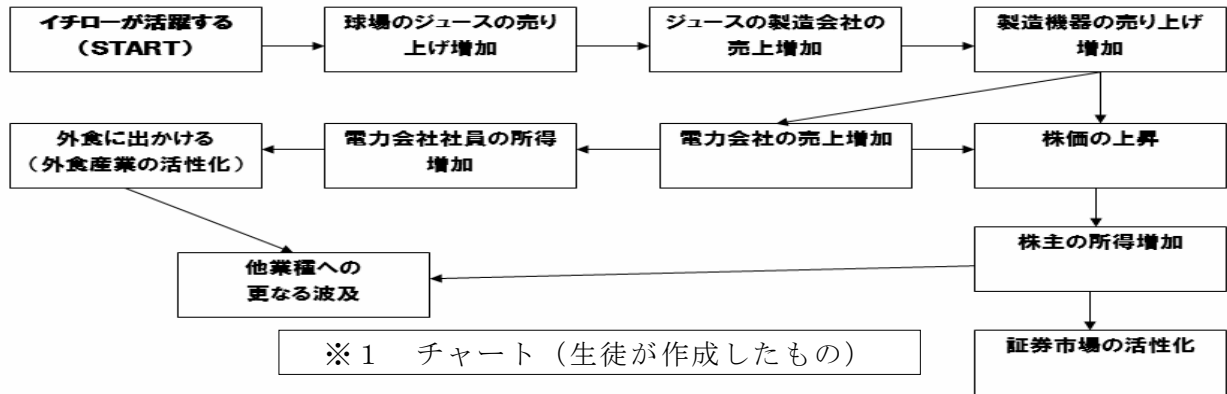 イチローが活躍する
(START)
球場のジュースの売り
上げ増加
ジュースの製造会社の
売上増加
製造機器の売り上げ
増加
外食に出かける
(外食産業の活性化)
電力会社社員の所得
増加
電力会社の売上増加
株価の上昇
他業種への
更なる波及
株主の所得増加
※1 チャート(生徒が作成したもの)
証券市場の活性化